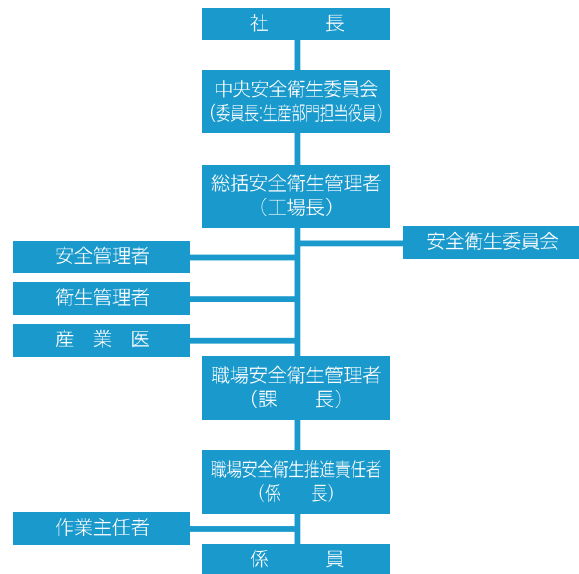 社　　　長
中央安全衛生委員会
（委員長:生産部門担当役員）
総括安全衛生管理者
（工場長）
安全衛生委員会
安全管理者
衛生管理者
産　業　医
職場安全衛生管理者
（課　　　長）
職場安全衛生推進責任者
（係　　長）
作業主任者
係　　　員